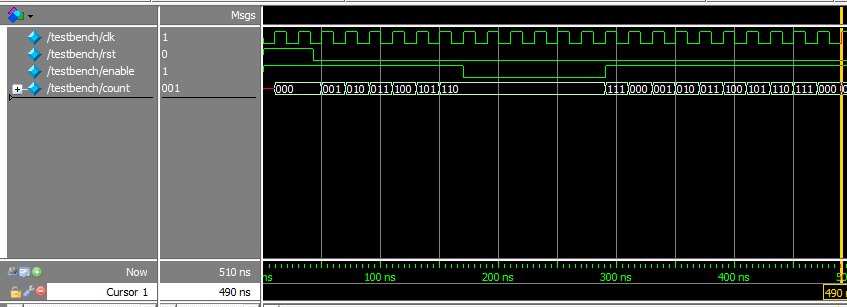 Msgs
/testbench/clk 1
/testbench/rst 0
/testbench/enable 1
/testbench/count 001 000 001 010 011 100 101 110 111 000 001 010 011 100 101 110 111 000
Now 510 ns ns 100 ns 200 ns 300 ns 400 ns
Cursor 1 490 ns 490